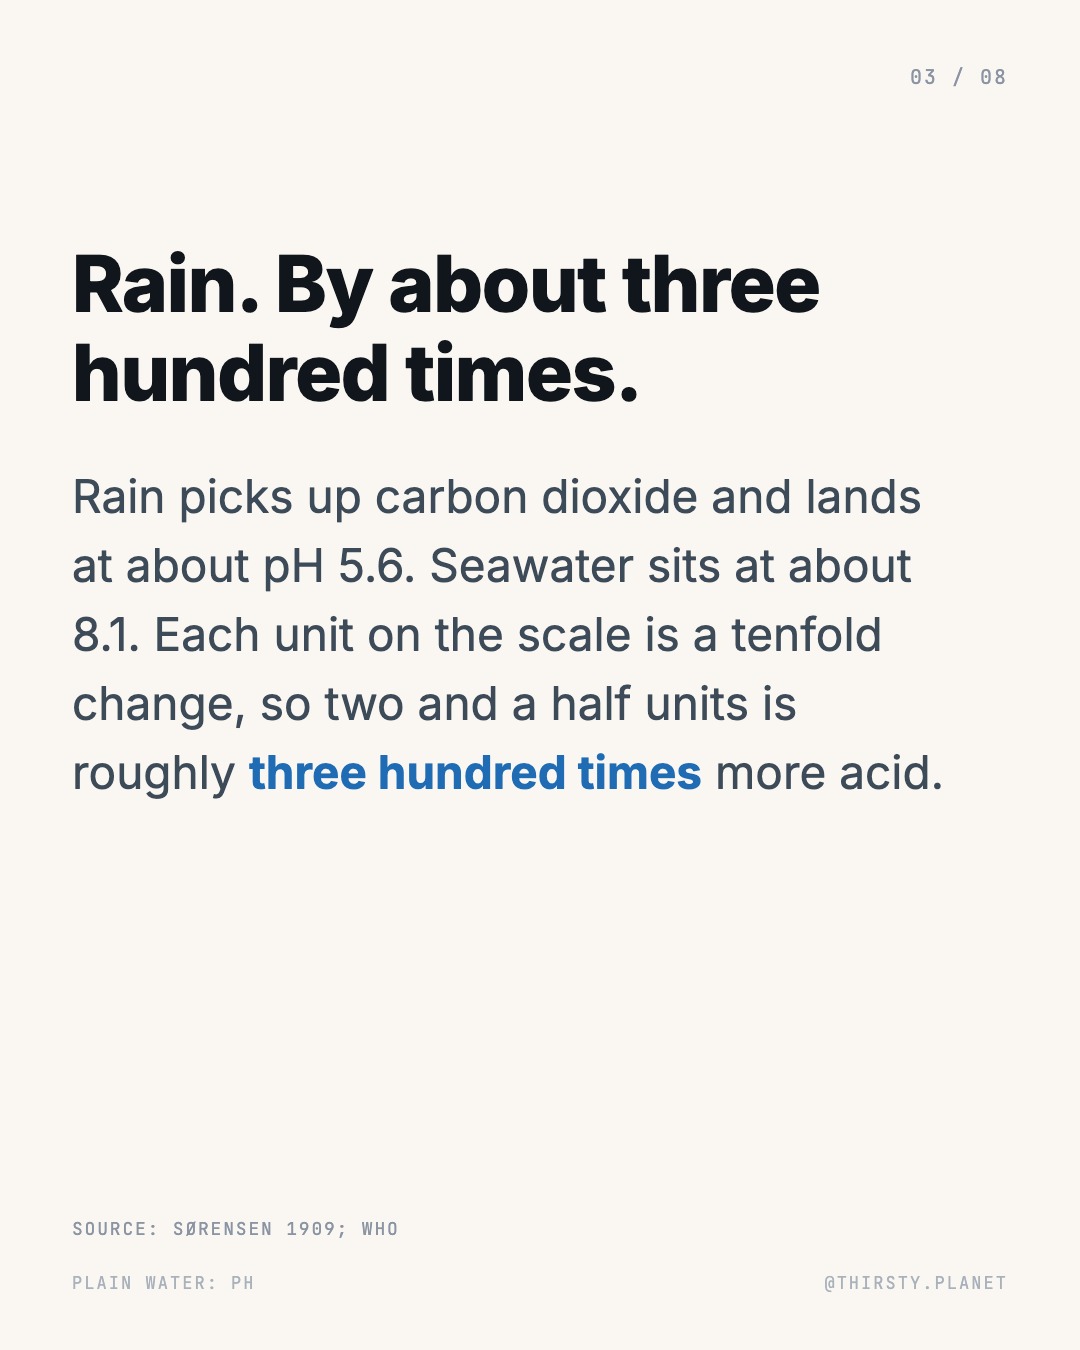 03 / 08
Rain. By about three
hundred times.
Rain picks up carbon dioxide and lands
at about pH 5.6. Seawater sits at about
8.1. Each unit on the scale is a tenfold
change, so two and a half units is
roughly three hundred times more acid.
SOURCE: SØRENSEN 1909; WHO
PLAIN WATER: PH
@THIRSTY.PLANET